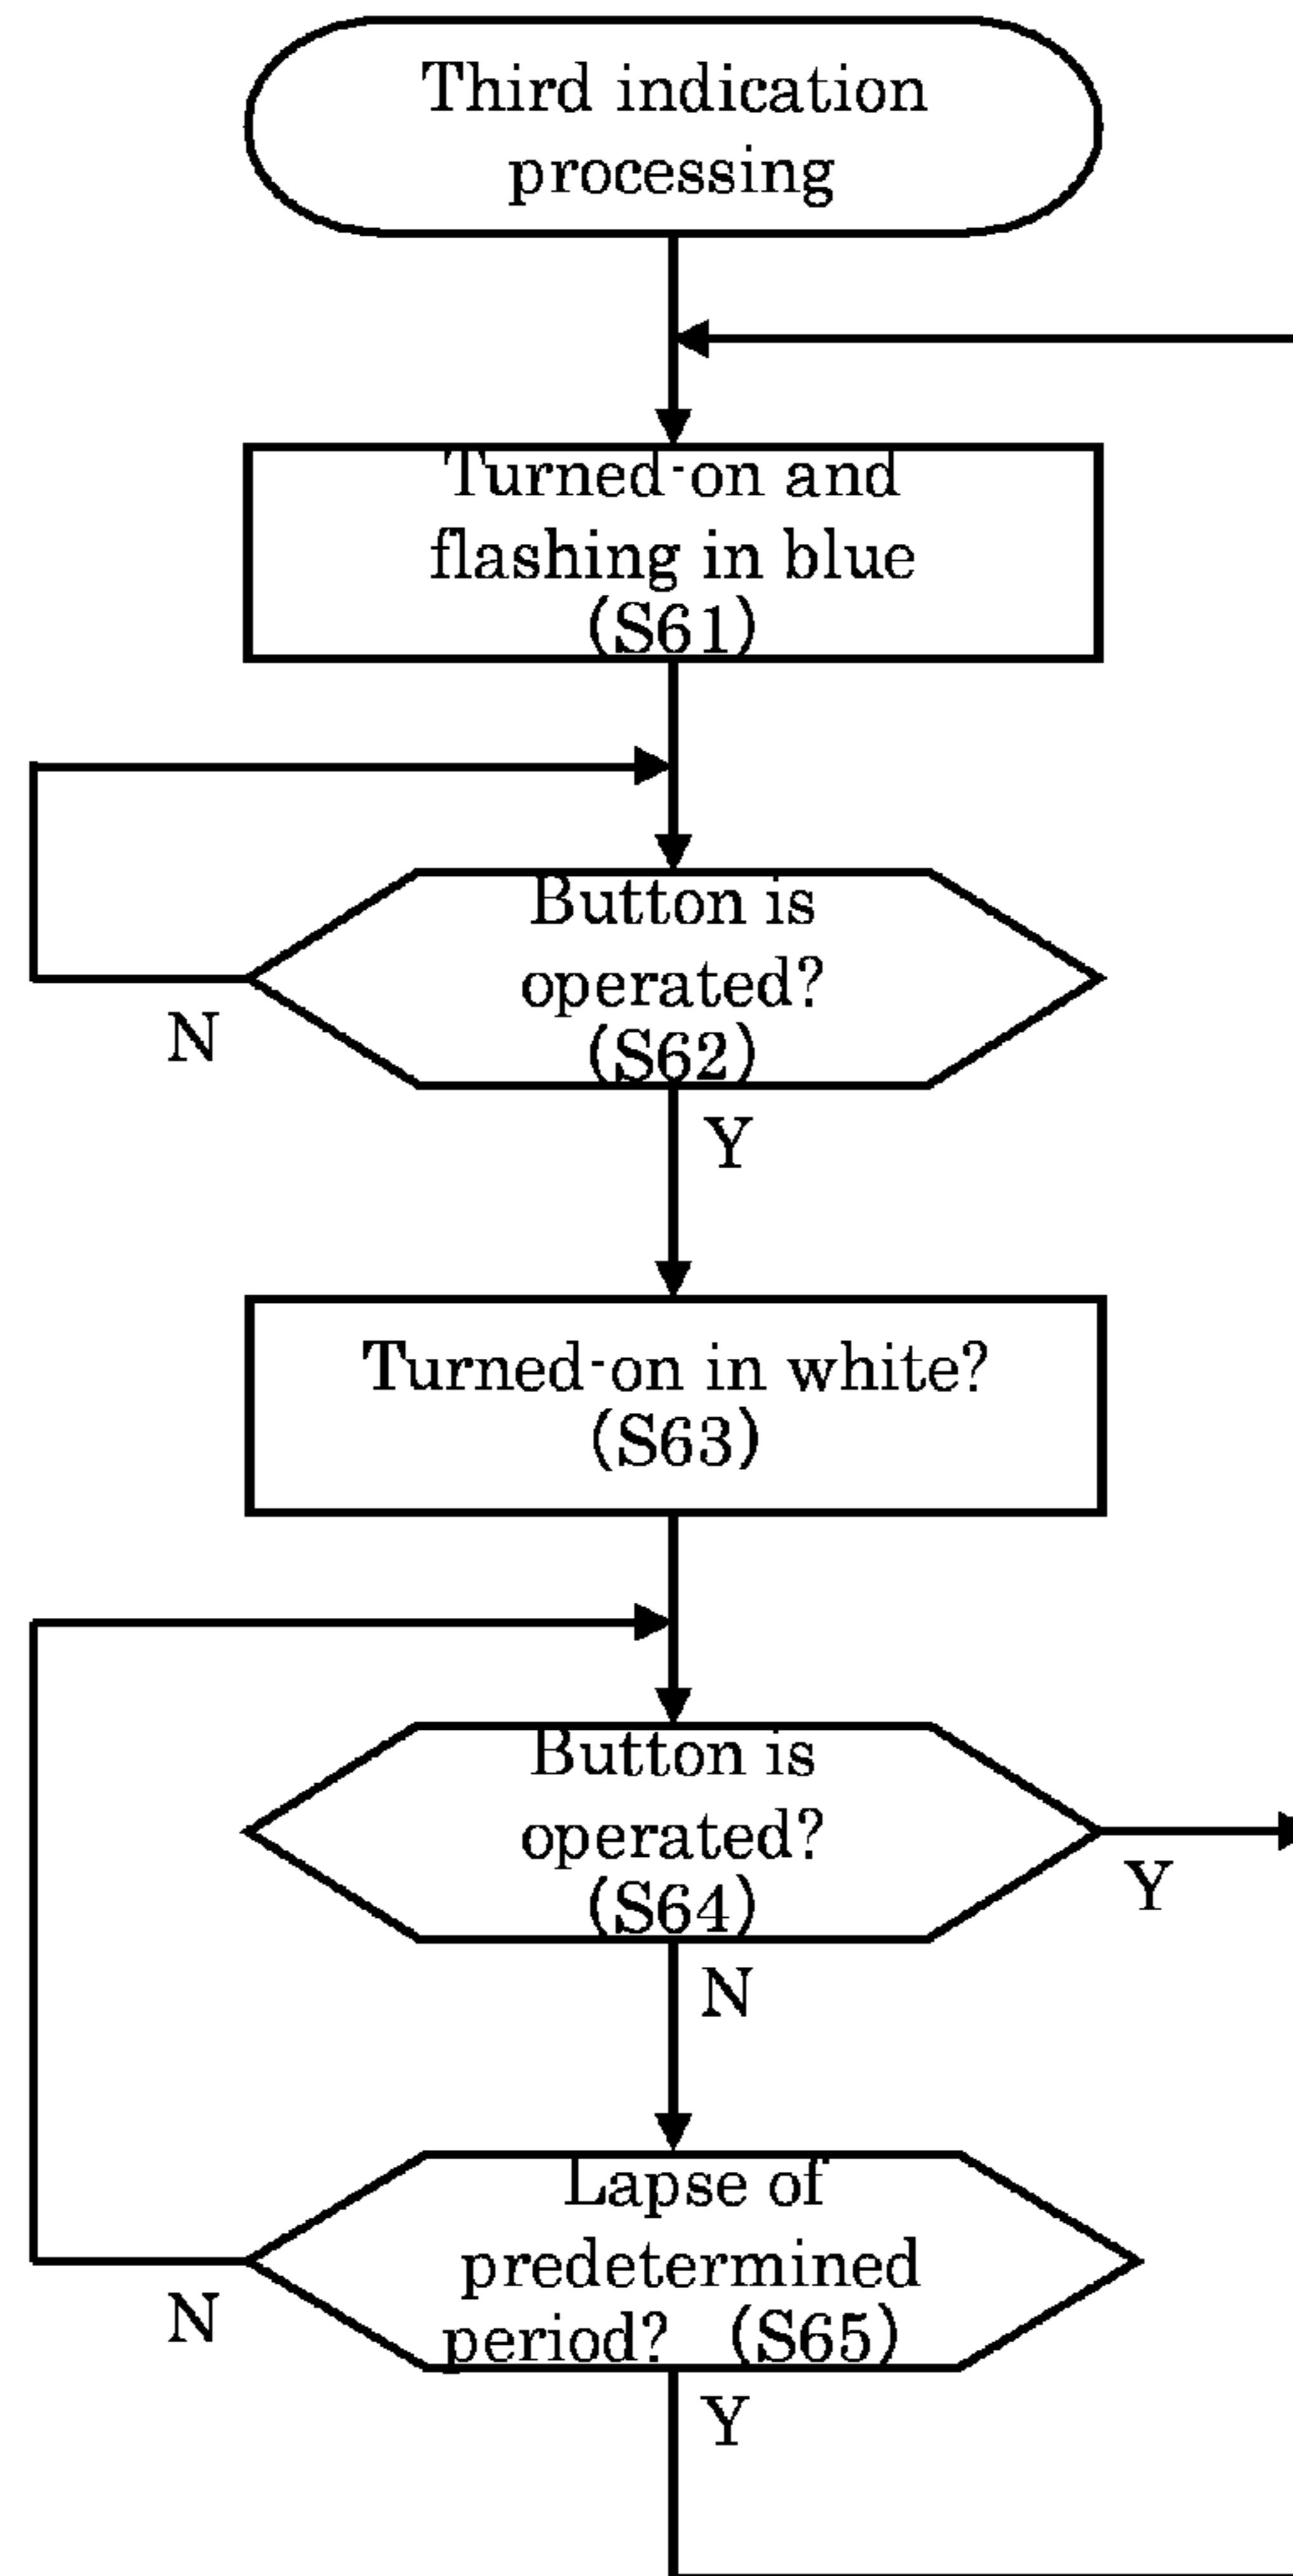 Third indication
processing
Turned-on and
flashing in blue
(S61)
Button is
operated?
(S62)
N
Y
Turned-on in white?
(S63)
Button is
operated?
(S64)
Y
N
Lapse of
predetermined
period? (S65)
N
Y